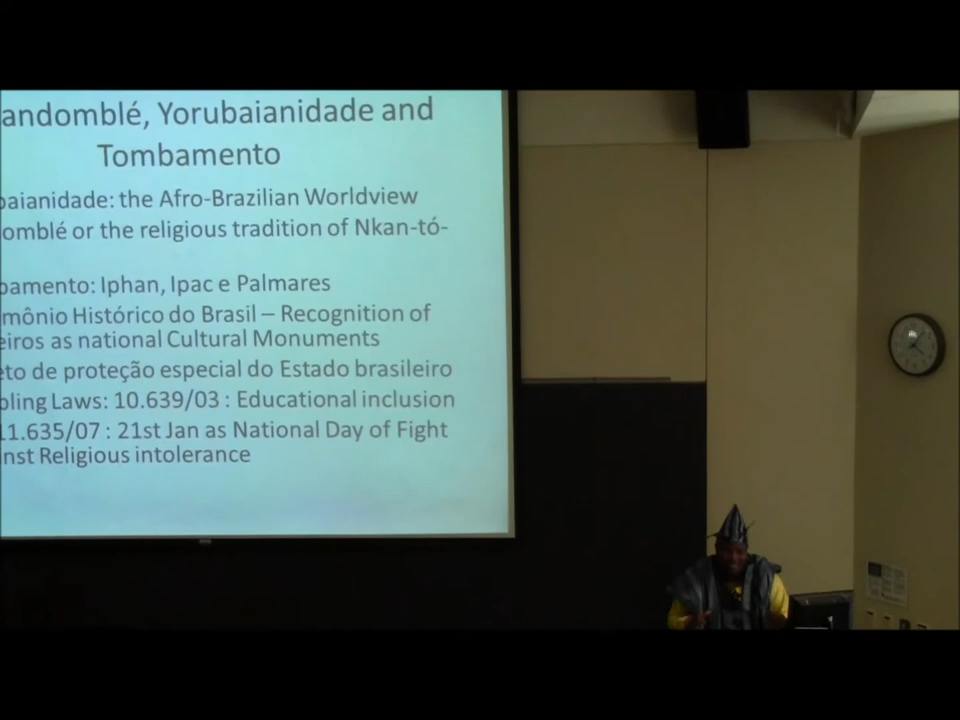 andomblé, Yorubaianidade and
Tombamento
baianidade: the Afro-Brazilian Worldview
omblé or the religious tradition of Nkan-tó-
bamento: Iphan, Ipac e Palmares
mônio Histórico do Brasil – Recognition of
eiros as national Cultural Monuments
eto de proteção especial do Estado brasileiro
bling Laws: 10.639/03 : Educational inclusion
11.635/07 : 21st Jan as National Day of Fight
nst Religious intolerance